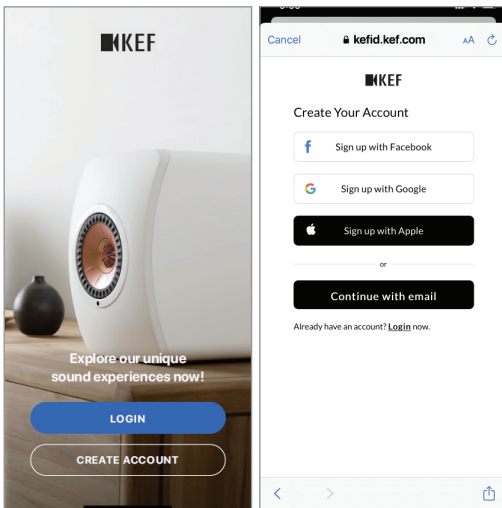 KEF
Explore our unique
sound experiences now!
LOGIN
CREATE ACCOUNT
Cancel
kefid.kef.com
AA
KEF
Create Your Account
Sign up with Facebook
Sign up with Google
Sign up with Apple
or
Continue with email
Already have an account? Login now.